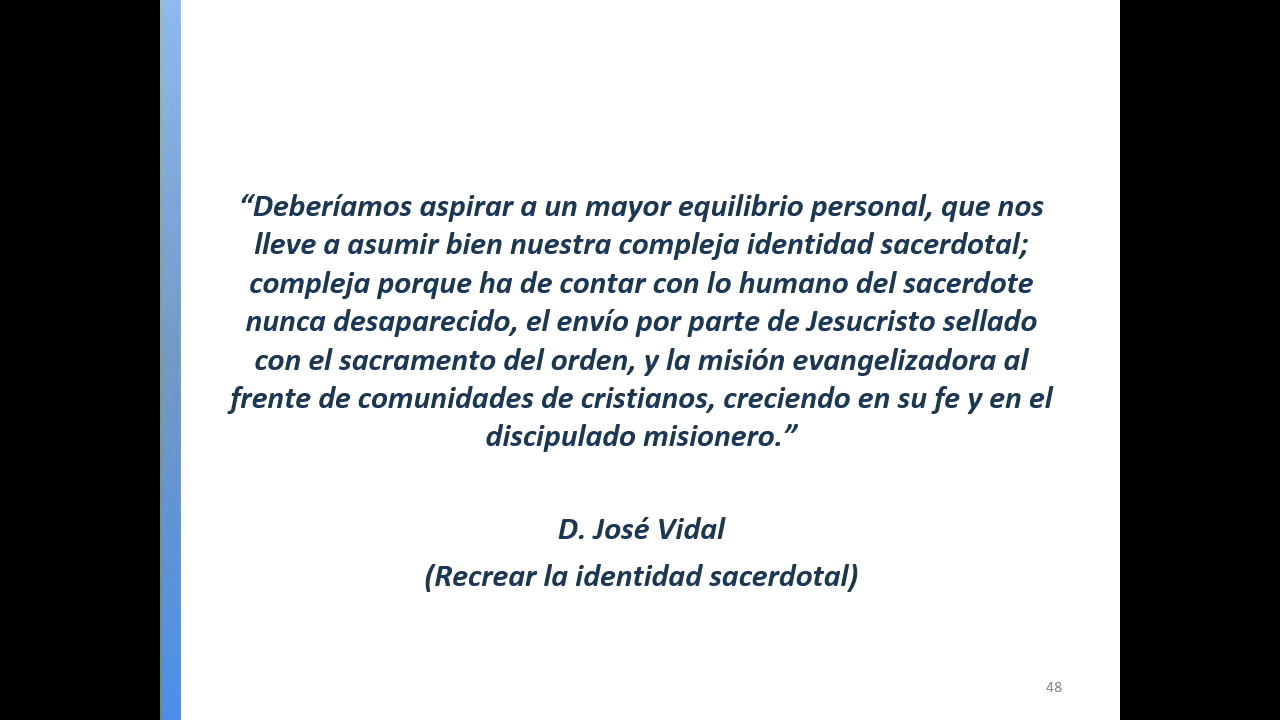 “Deberíamos aspirar a un mayor equilibrio personal, que nos
lleve a asumir bien nuestra compleja identidad sacerdotal;
compleja porque ha de contar con lo humano del sacerdote
nunca desaparecido, el envío por parte de Jesucristo sellado
con el sacramento del orden, y la misión evangelizadora al
frente de comunidades de cristianos, creciendo en su fe y en el
discipulado misionero.”
D. José Vidal
(Recrear la identidad sacerdotal)
48